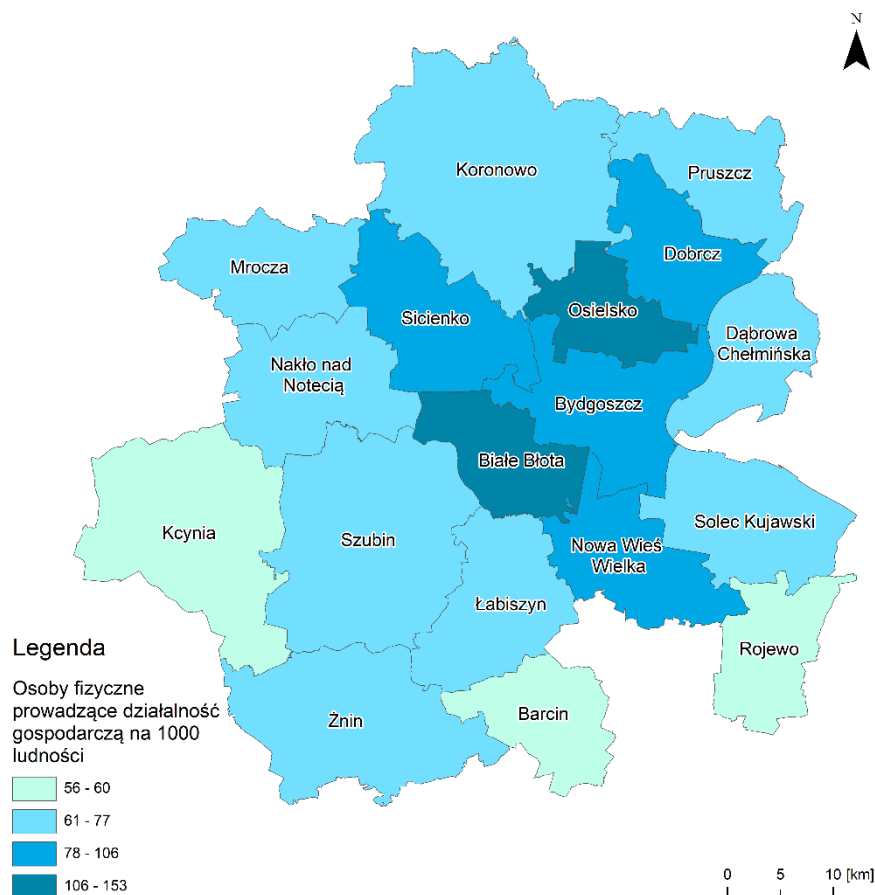 N
Koronowo
Pruszcz
Dobrcz
Mrocza
Osielsko
Sicienko
Dąbrowa
Chełmińska
Nakło nad
Notecią
Bydgoszcz
Białe Błota
Solec Kujawski
Kcynia
Szubin
Nowa Wieś
Wielka
Łabiszyn
Rojewo
Barcin
Żnin
Legenda
Osoby fizyczne
prowadzące działalność
gospodarczą na 1000
ludności
56 - 60
61 - 77
78 - 106
106 - 153
0 5 10 [km]